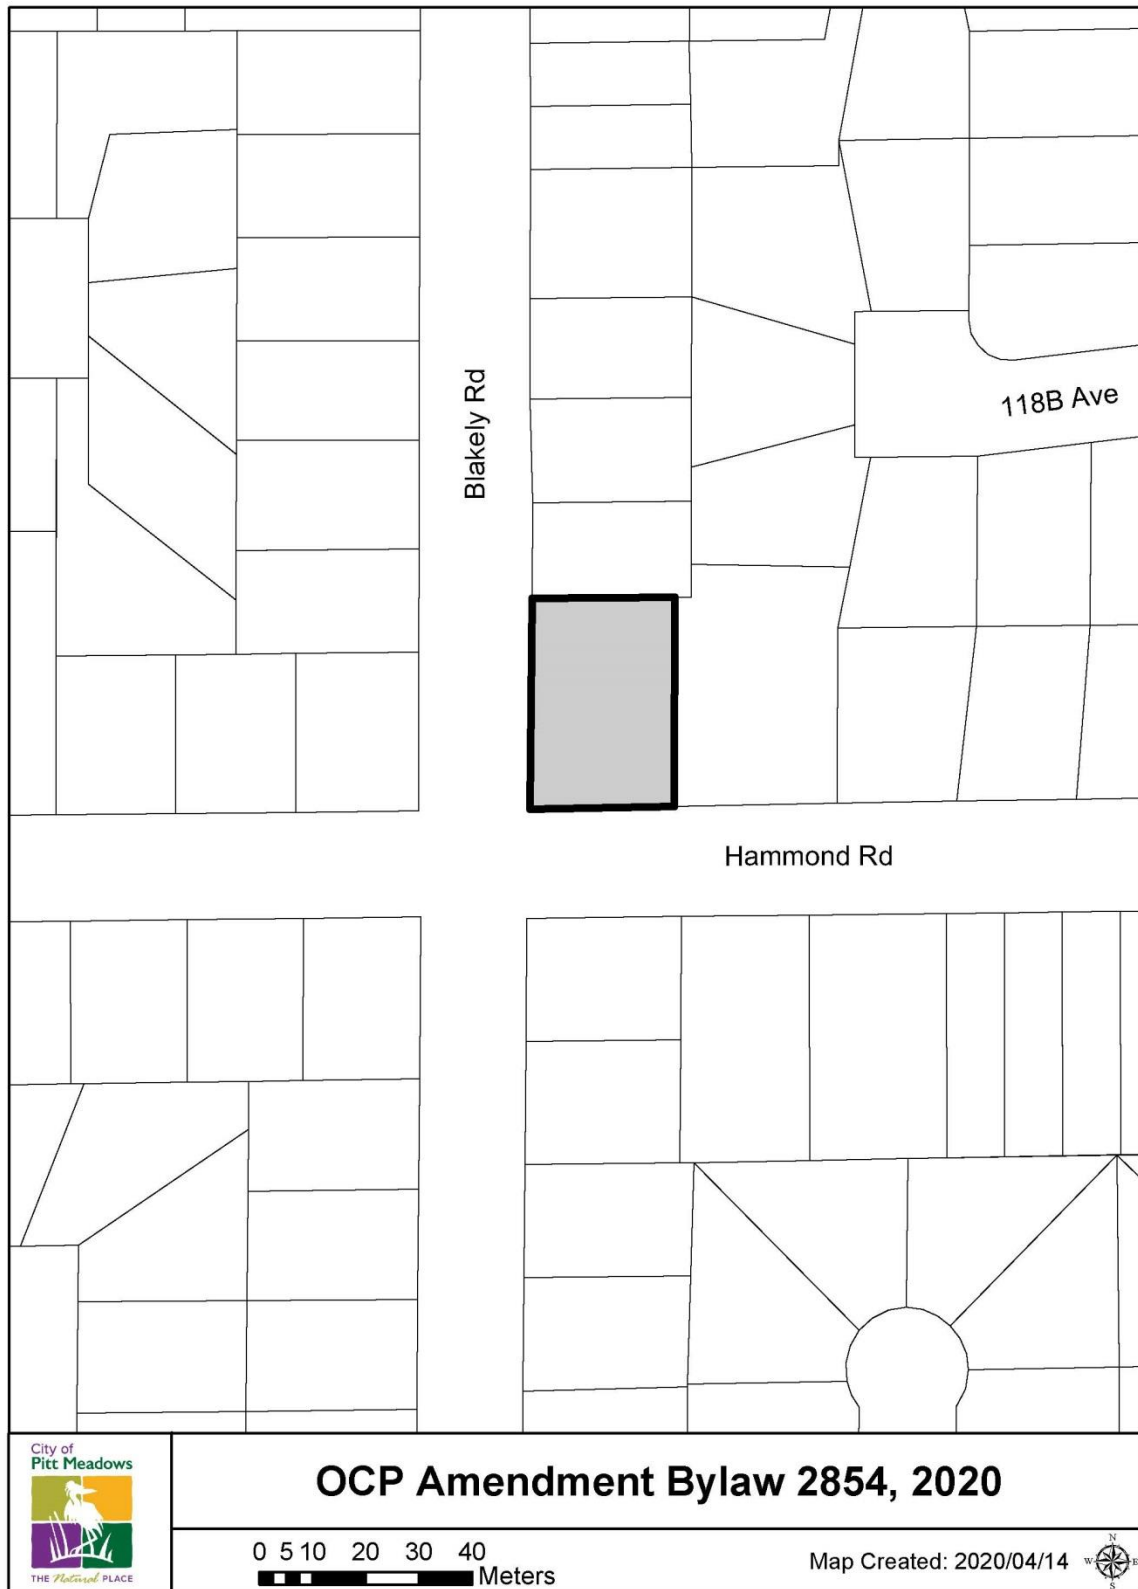 118B Ave
Blakely Rd
Hammond Rd
City of
Pitt Meadows
THE Natural PLACE
OCP Amendment Bylaw 2854, 2020
0 5 10 20 30 40
Meters
Map Created: 2020/04/14
N
W E
S